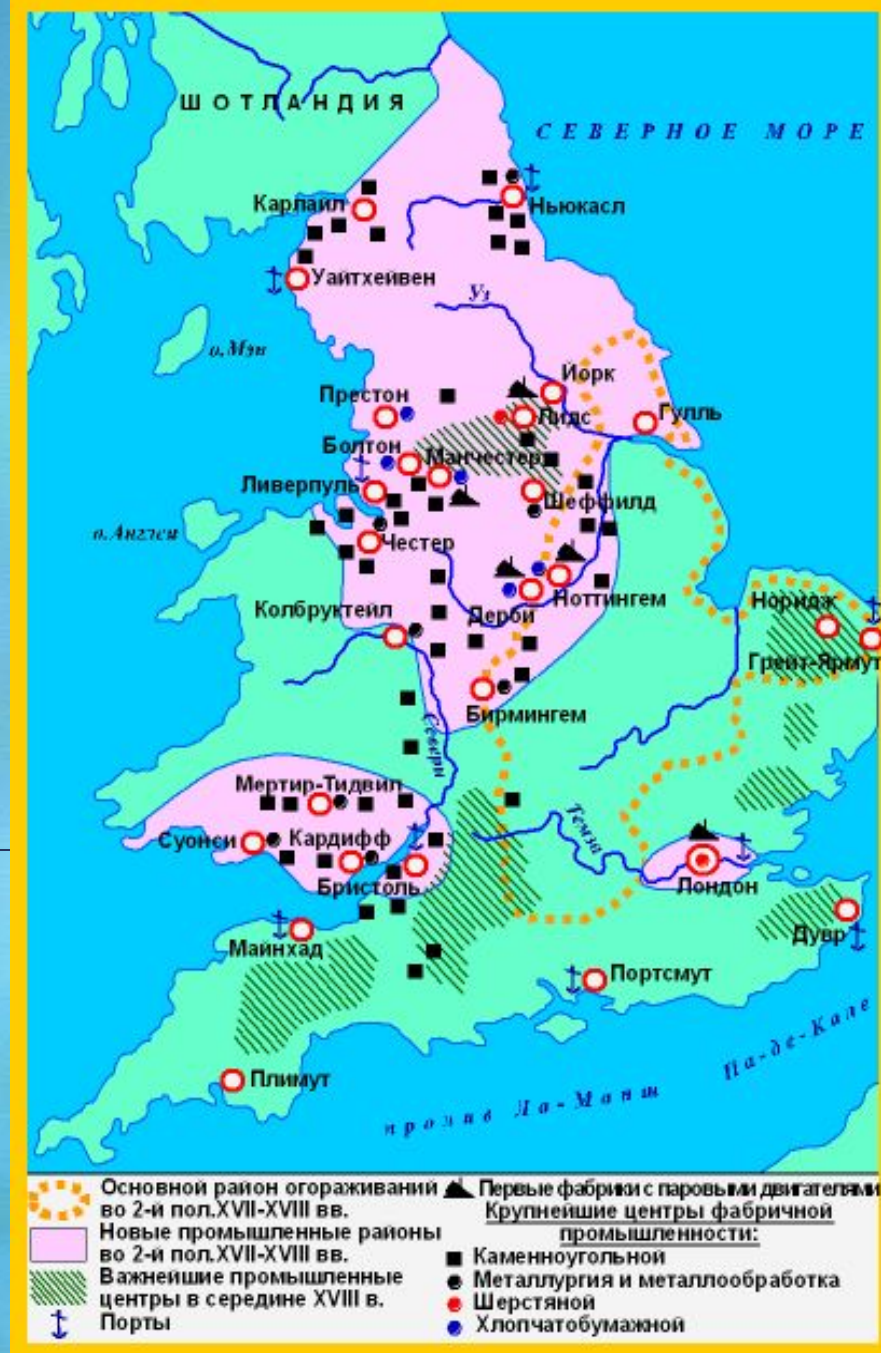 ШОТЛАНДИЯ
СЕВЕРНОЕ МОРЕ
Карлайл
Ньюкасл
Уайтхейвен
Уз
о.Мэн
Йорк
Престон
Лидс
Гулль
Болтон
Манчестер
Ливерпуль
Шеффилд
о.Англси
Честер
Колбруктейл
Дерби
Ноттингем
Норидж
Грейт-Ярмут
Бирмингем
Северн
Мертир-Тидвил
Суонси
Кардифф
Темза
Бристоль
Лондон
Майнхад
Дувр
Портсмут
Па-де-Кале
Плимут
пролив Ла-Манш
Основной район огораживаний
во 2-й пол.XVII-XVIII вв.
Новые промышленные районы
во 2-й пол.XVII-XVIII вв.
Важнейшие промышленные
центры в середине XVIII в.
Порты
Первые фабрики с паровыми двигателями
Крупнейшие центры фабричной
промышленности:
Каменноугольной
Металлургия и металлообработка
Шерстяной
Хлопчатобумажной